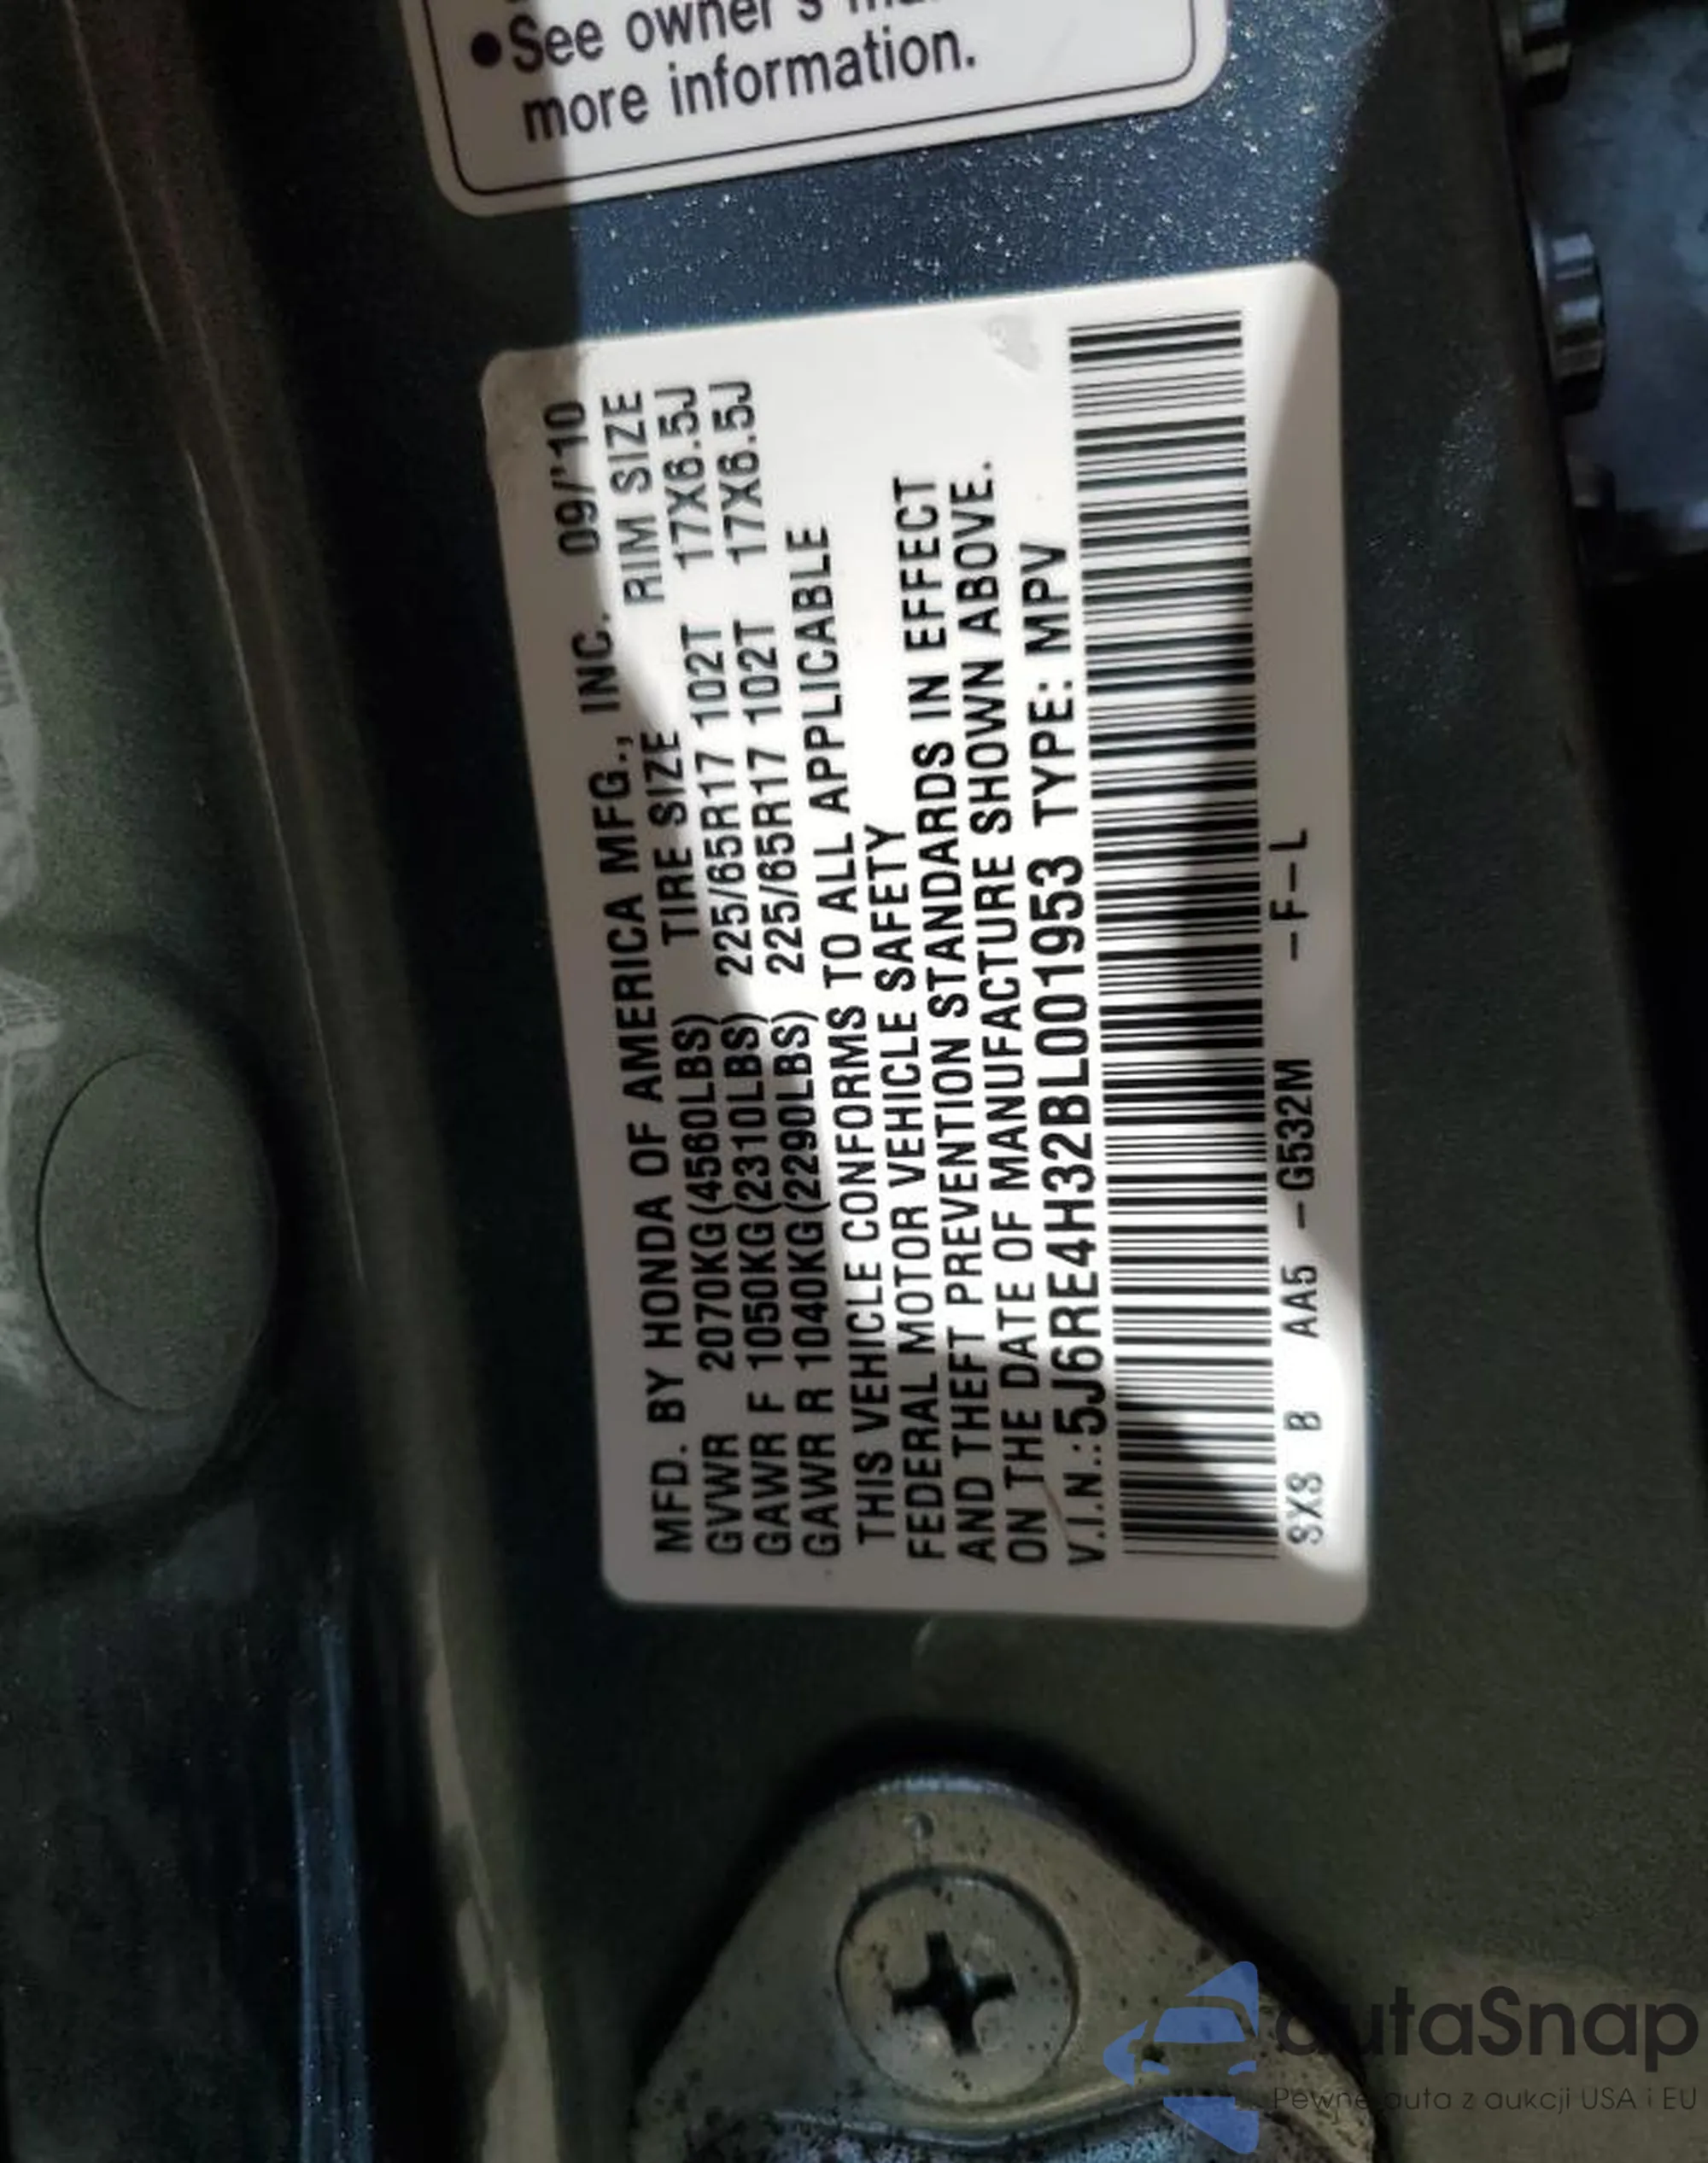 •See owner's
more information.
MFD. BY HONDA OF AMERICA MFG., INC. 09/'10
TIRE SIZE RIM SIZE
GVWR 2070KG(4560LBS)
GAWR F 1050KG(2310LBS) 225/65R17 102T 17X6.5J
GAWR R 1040KG(2290LBS) 225/65R17 102T 17X6.5J
THIS VEHICLE CONFORMS TO ALL APPLICABLE
FEDERAL MOTOR VEHICLE SAFETY
AND THEFT PREVENTION STANDARDS IN EFFECT
ON THE DATE OF MANUFACTURE SHOWN ABOVE.
V.I.N.:5J6RE4H32BL001953 TYPE: MPV
SX8 B AA5 -G532M -F-L
autaSnap
Pewne auta z aukcji USA i EU